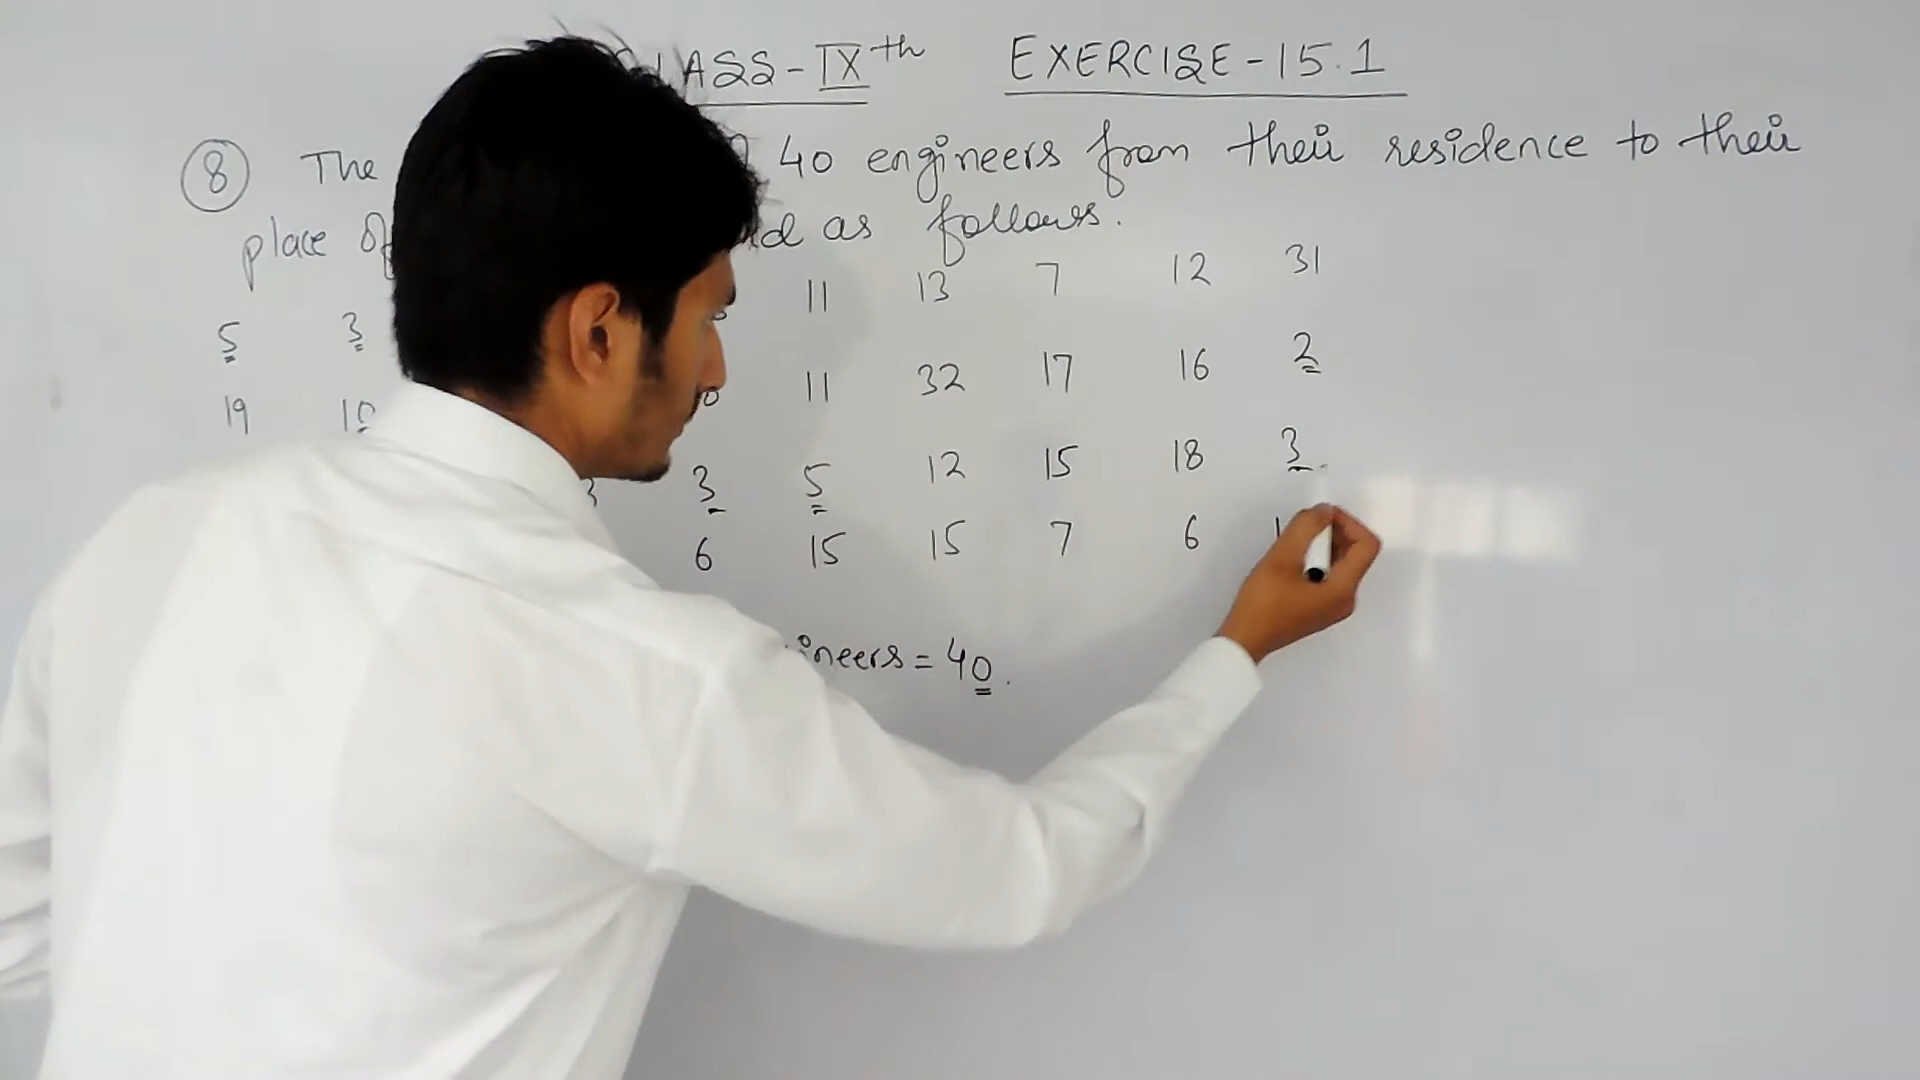 CLASS-IXth EXERCISE-15.1
8 The 40 engineers from their residence to their
place of as follows.
5 3 11 13 7 12 31
19 10 11 32 17 16 2
3 5 12 15 18 3
6 15 15 7 6
= 40.